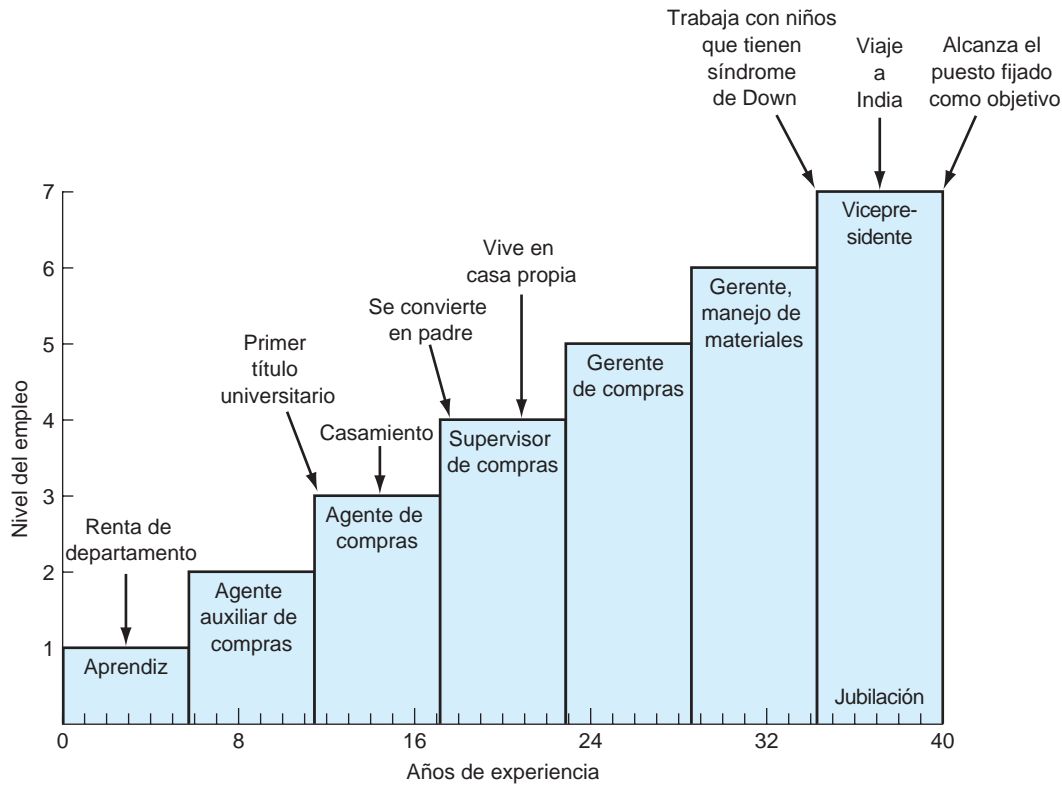 Trabaja con niños
que tienen
síndrome
de Down
Viaje
a
India
Alcanza el
puesto fijado
como objetivo
Vive en
casa propia
Se convierte
en padre
Primer
título
universitario
Casamiento
Renta de
departamento
Nivel del empleo
7
6
5
4
3
2
1
Aprendiz
Agente
auxiliar de
compras
Agente de
compras
Supervisor
de compras
Gerente
de compras
Gerente,
manejo de
materiales
Vicepre-
sidente
Jubilación
0 8 16 24 32 40
Años de experiencia